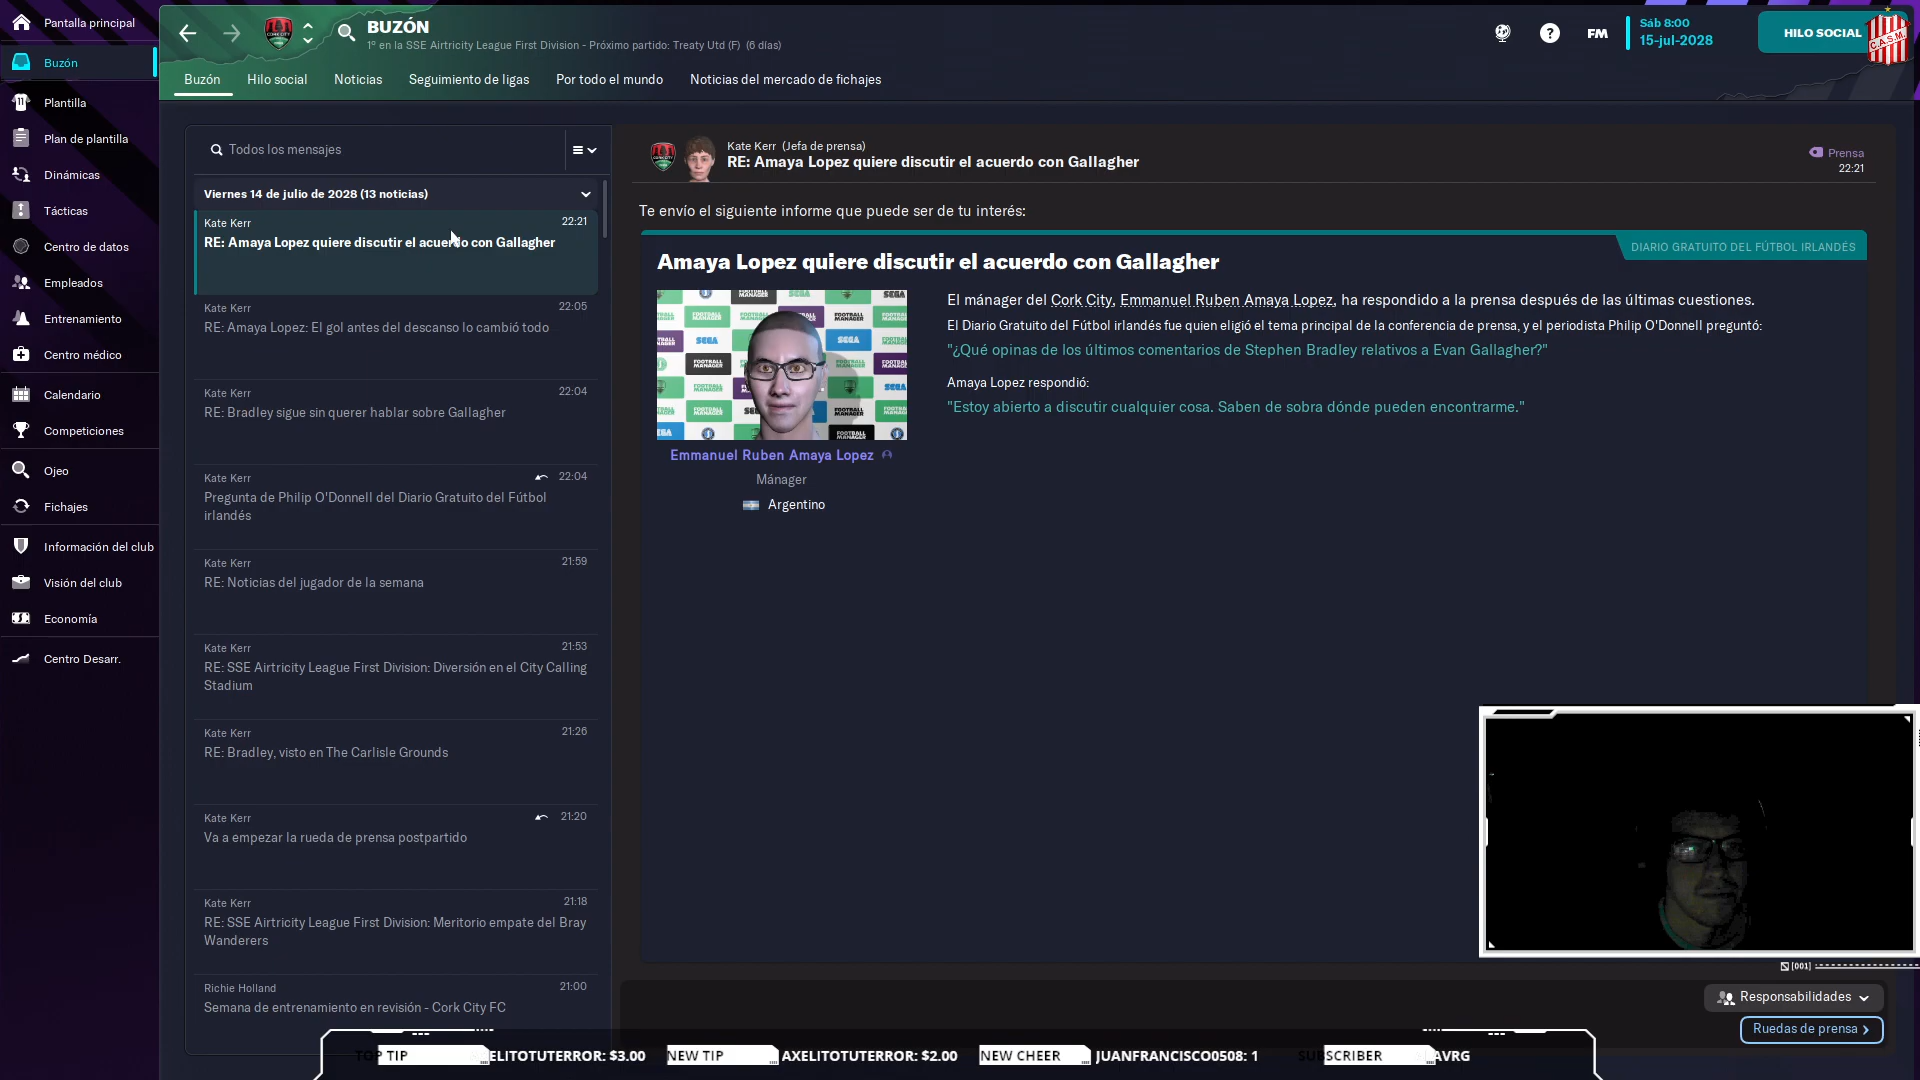 Pantalla principal
Buzón
Plantilla
Plan de plantilla
Dinámicas
Tácticas
Centro de datos
Empleados
Entrenamiento
Centro médico
Calendario
Competiciones
Ojeo
Fichajes
Información del club
Visión del club
Economía
Centro Desarr.
BUZÓN
1º en la SSE Airtricity League First Division - Próximo partido: Treaty Utd (F) (6 días)
FM
Sáb 8:00
15-jul-2028
HILO SOCIAL
C.A.S.M.
Buzón
Hilo social
Noticias
Seguimiento de ligas
Por todo el mundo
Noticias del mercado de fichajes
Todos los mensajes
Viernes 14 de julio de 2028 (13 noticias)
Kate Kerr 22:21
RE: Amaya Lopez quiere discutir el acuerdo con Gallagher
Kate Kerr 22:05
RE: Amaya Lopez: El gol antes del descanso lo cambió todo
Kate Kerr 22:04
RE: Bradley sigue sin querer hablar sobre Gallagher
Kate Kerr 22:04
Pregunta de Philip O'Donnell del Diario Gratuito del Fútbol
irlandés
Kate Kerr 21:59
RE: Noticias del jugador de la semana
Kate Kerr 21:53
RE: SSE Airtricity League First Division: Diversión en el City Calling
Stadium
Kate Kerr 21:26
RE: Bradley, visto en The Carlisle Grounds
Kate Kerr 21:20
Va a empezar la rueda de prensa postpartido
Kate Kerr 21:18
RE: SSE Airtricity League First Division: Meritorio empate del Bray
Wanderers
Richie Holland 21:00
Semana de entrenamiento en revisión - Cork City FC
Kate Kerr (Jefa de prensa)
RE: Amaya Lopez quiere discutir el acuerdo con Gallagher
Prensa
22:21
Te envío el siguiente informe que puede ser de tu interés:
DIARIO GRATUITO DEL FÚTBOL IRLANDÉS
Amaya Lopez quiere discutir el acuerdo con Gallagher
El mánager del Cork City, Emmanuel Ruben Amaya Lopez, ha respondido a la prensa después de las últimas cuestiones.
El Diario Gratuito del Fútbol irlandés fue quien eligió el tema principal de la conferencia de prensa, y el periodista Philip O'Donnell preguntó:
"¿Qué opinas de los últimos comentarios de Stephen Bradley relativos a Evan Gallagher?"
Amaya Lopez respondió:
"Estoy abierto a discutir cualquier cosa. Saben de sobra dónde pueden encontrarme."
Emmanuel Ruben Amaya Lopez
Mánager
Argentino
[001]
Responsabilidades
Ruedas de prensa
TOP TIP
ELITOTUTERROR: $3.00
NEW TIP
AXELITOTUTERROR: $2.00
NEW CHEER
JUANFRANCISCO0508: 1
SUBSCRIBER
AVRG